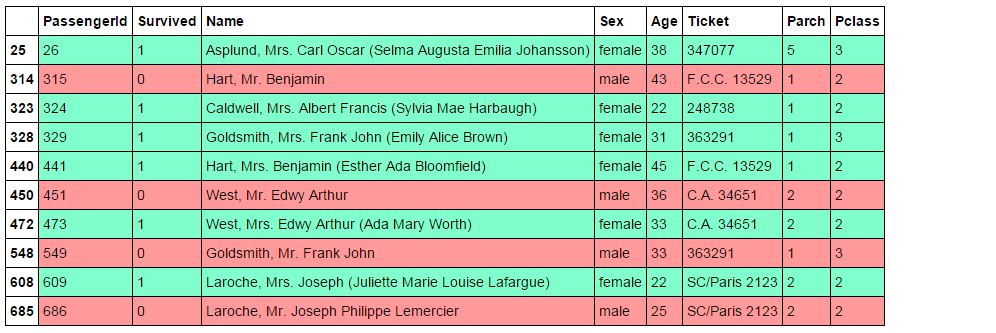 PassengerId Survived Name Sex Age Ticket Parch Pclass
25 26 1 Asplund, Mrs. Carl Oscar (Selma Augusta Emilia Johansson) female 38 347077 5 3
314 315 0 Hart, Mr. Benjamin male 43 F.C.C. 13529 1 2
323 324 1 Caldwell, Mrs. Albert Francis (Sylvia Mae Harbaugh) female 22 248738 1 2
328 329 1 Goldsmith, Mrs. Frank John (Emily Alice Brown) female 31 363291 1 3
440 441 1 Hart, Mrs. Benjamin (Esther Ada Bloomfield) female 45 F.C.C. 13529 1 2
450 451 0 West, Mr. Edwy Arthur male 36 C.A. 34651 2 2
472 473 1 West, Mrs. Edwy Arthur (Ada Mary Worth) female 33 C.A. 34651 2 2
548 549 0 Goldsmith, Mr. Frank John male 33 363291 1 3
608 609 1 Laroche, Mrs. Joseph (Juliette Marie Louise Lafargue) female 22 SC/Paris 2123 2 2
685 686 0 Laroche, Mr. Joseph Philippe Lemercier male 25 SC/Paris 2123 2 2